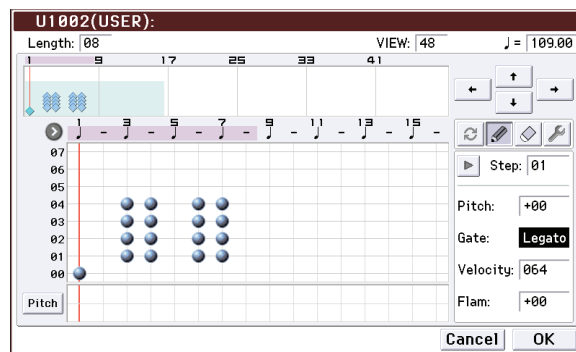 U1002(USER):
Length: 08 VIEW: 48 ♩= 109.00
1 9 17 25 33 41
1 3 - 5 - 7 - 9 - 11 - 13 - 15 -
07
06
05
04
03
02
01
00
Step: 01
Pitch: +00
Gate: Legato
Velocity: 064
Flam: +00
Pitch
Cancel OK